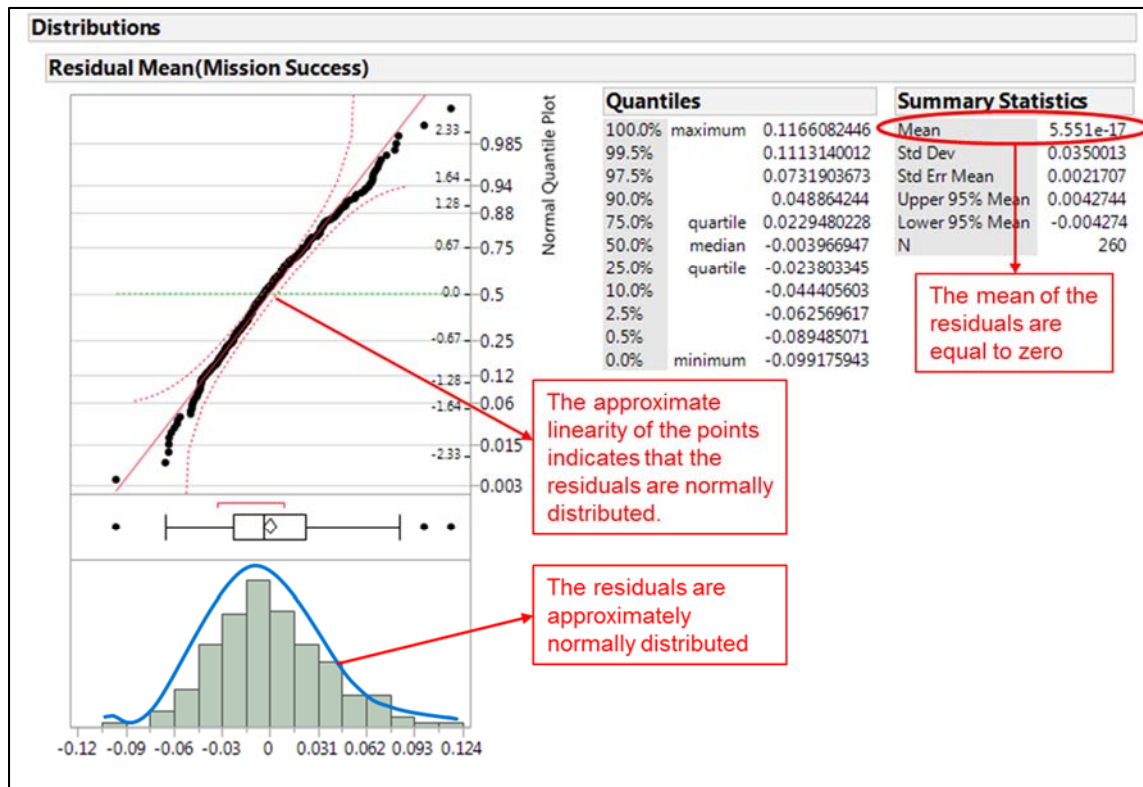 Distributions
Residual Mean(Mission Success)
Normal Quantile Plot
2.33 0.985
1.64 0.94
1.28 0.88
0.67 0.75
0.0 0.5
-0.67 0.25
-1.28 0.12
-1.64 0.06
-2.33 0.015
0.003
-0.12 -0.09 -0.06 -0.03 0 0.031 0.062 0.093 0.124
Quantiles
100.0% maximum 0.1166082446
99.5% 0.1113140012
97.5% 0.0731903673
90.0% 0.048864244
75.0% quartile 0.0229480228
50.0% median -0.003966947
25.0% quartile -0.023803345
10.0% -0.044405603
2.5% -0.062569617
0.5% -0.089485071
0.0% minimum -0.099175943
Summary Statistics
Mean 5.551e-17
Std Dev 0.0350013
Std Err Mean 0.0021707
Upper 95% Mean 0.0042744
Lower 95% Mean -0.004274
N 260
The mean of the
residuals are
equal to zero
The approximate
linearity of the points
indicates that the
residuals are normally
distributed.
The residuals are
approximately
normally distributed